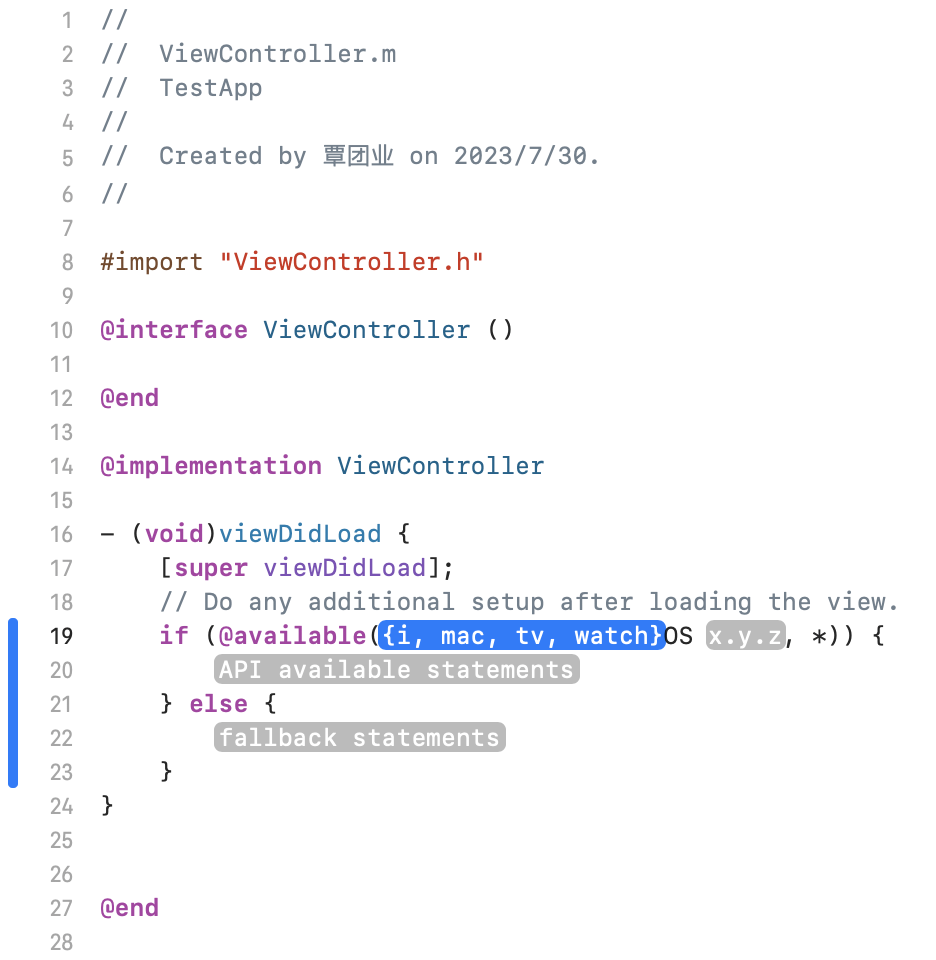 1 //
2 //  ViewController.m
3 //  TestApp
4 //
5 //  Created by 覃团业 on 2023/7/30.
6 //
7
8 #import "ViewController.h"
9
10 @interface ViewController ()
11
12 @end
13
14 @implementation ViewController
15
16 - (void)viewDidLoad {
17     [super viewDidLoad];
18     // Do any additional setup after loading the view.
19     if (@available({i, mac, tv, watch}OS x.y.z, *)) {
20         API available statements
21     } else {
22         fallback statements
23     }
24 }
25
26
27 @end
28